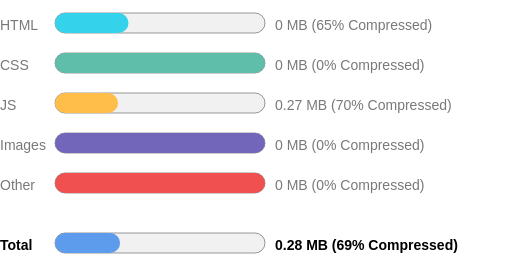 HTML 0 MB (65% Compressed)
CSS 0 MB (0% Compressed)
JS 0.27 MB (70% Compressed)
Images 0 MB (0% Compressed)
Other 0 MB (0% Compressed)
Total 0.28 MB (69% Compressed)